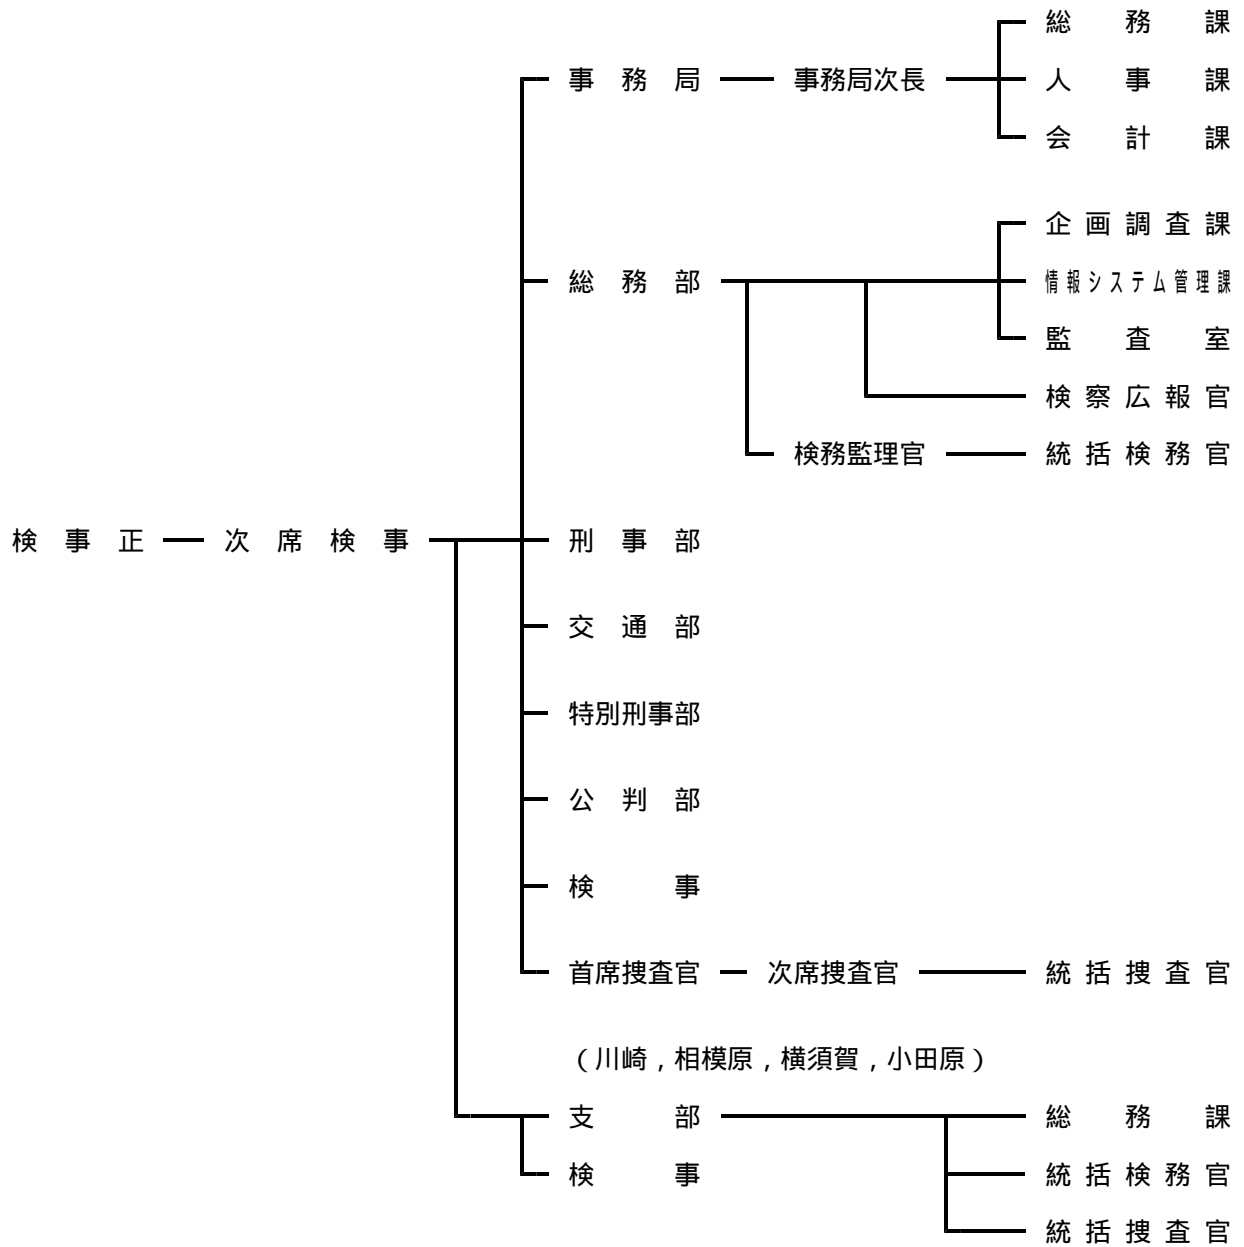 総務課
事務局 事務局次長 人事課
会計課
企画調査課
総務部 情報システム管理課
監査室
検察広報官
検務監理官 統括検務官
検事正 次席検事 刑事部
交通部
特別刑事部
公判部
検事
首席捜査官 次席捜査官 統括捜査官
（川崎，相模原，横須賀，小田原）
支部 総務課
検事 統括検務官
統括捜査官